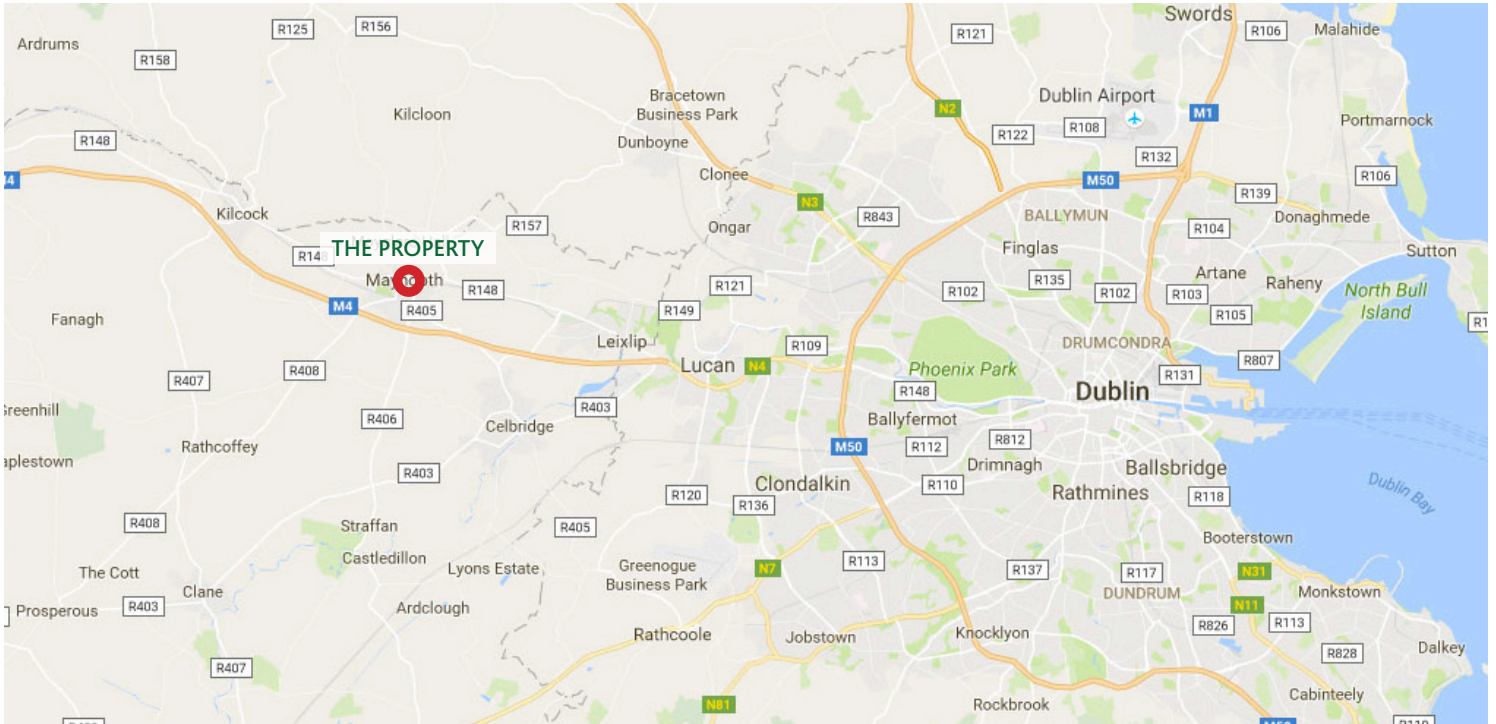 Swords
R125
R156
R106
Malahide
Ardrums
R121
R158
Bracetown
Business Park
Dublin Airport
N2
M1
Kilcloon
R108
Portmarnock
R122
R148
Dunboyne
R132
Clonee
R106
M50
R139
N3
Kilcock
R843
BALLYMUN
Donaghmede
R157
Ongar
R104
THE PROPERTY
Finglas
Sutton
R148
Artane
Raheny
Maynooth
R135
R148
R121
R102
R102
R103
North Bull
Island
M4
R405
R149
R105
Fanagh
Leixlip
R109
DRUMCONDRA
R807
Lucan
N4
Phoenix Park
R408
R131
R407
R148
Dublin
R403
R406
Ballyfermot
Celbridge
R812
Rathcoffey
M50
R112
Drimnagh
Ballsbridge
R403
Clondalkin
R110
Rathmines
R120
R118
Dublin Bay
R136
R408
Straffan
R405
Booterstown
Castledillon
Greenogue
Business Park
R113
The Cott
Lyons Estate
N7
R137
R117
N31
Clane
DUNDRUM
Monkstown
Prosperous
R403
Ardclough
N11
R826
R113
Rathcoole
Jobstown
Knocklyon
Dalkey
R828
R407
Cabinteely
N81
Rockbrook